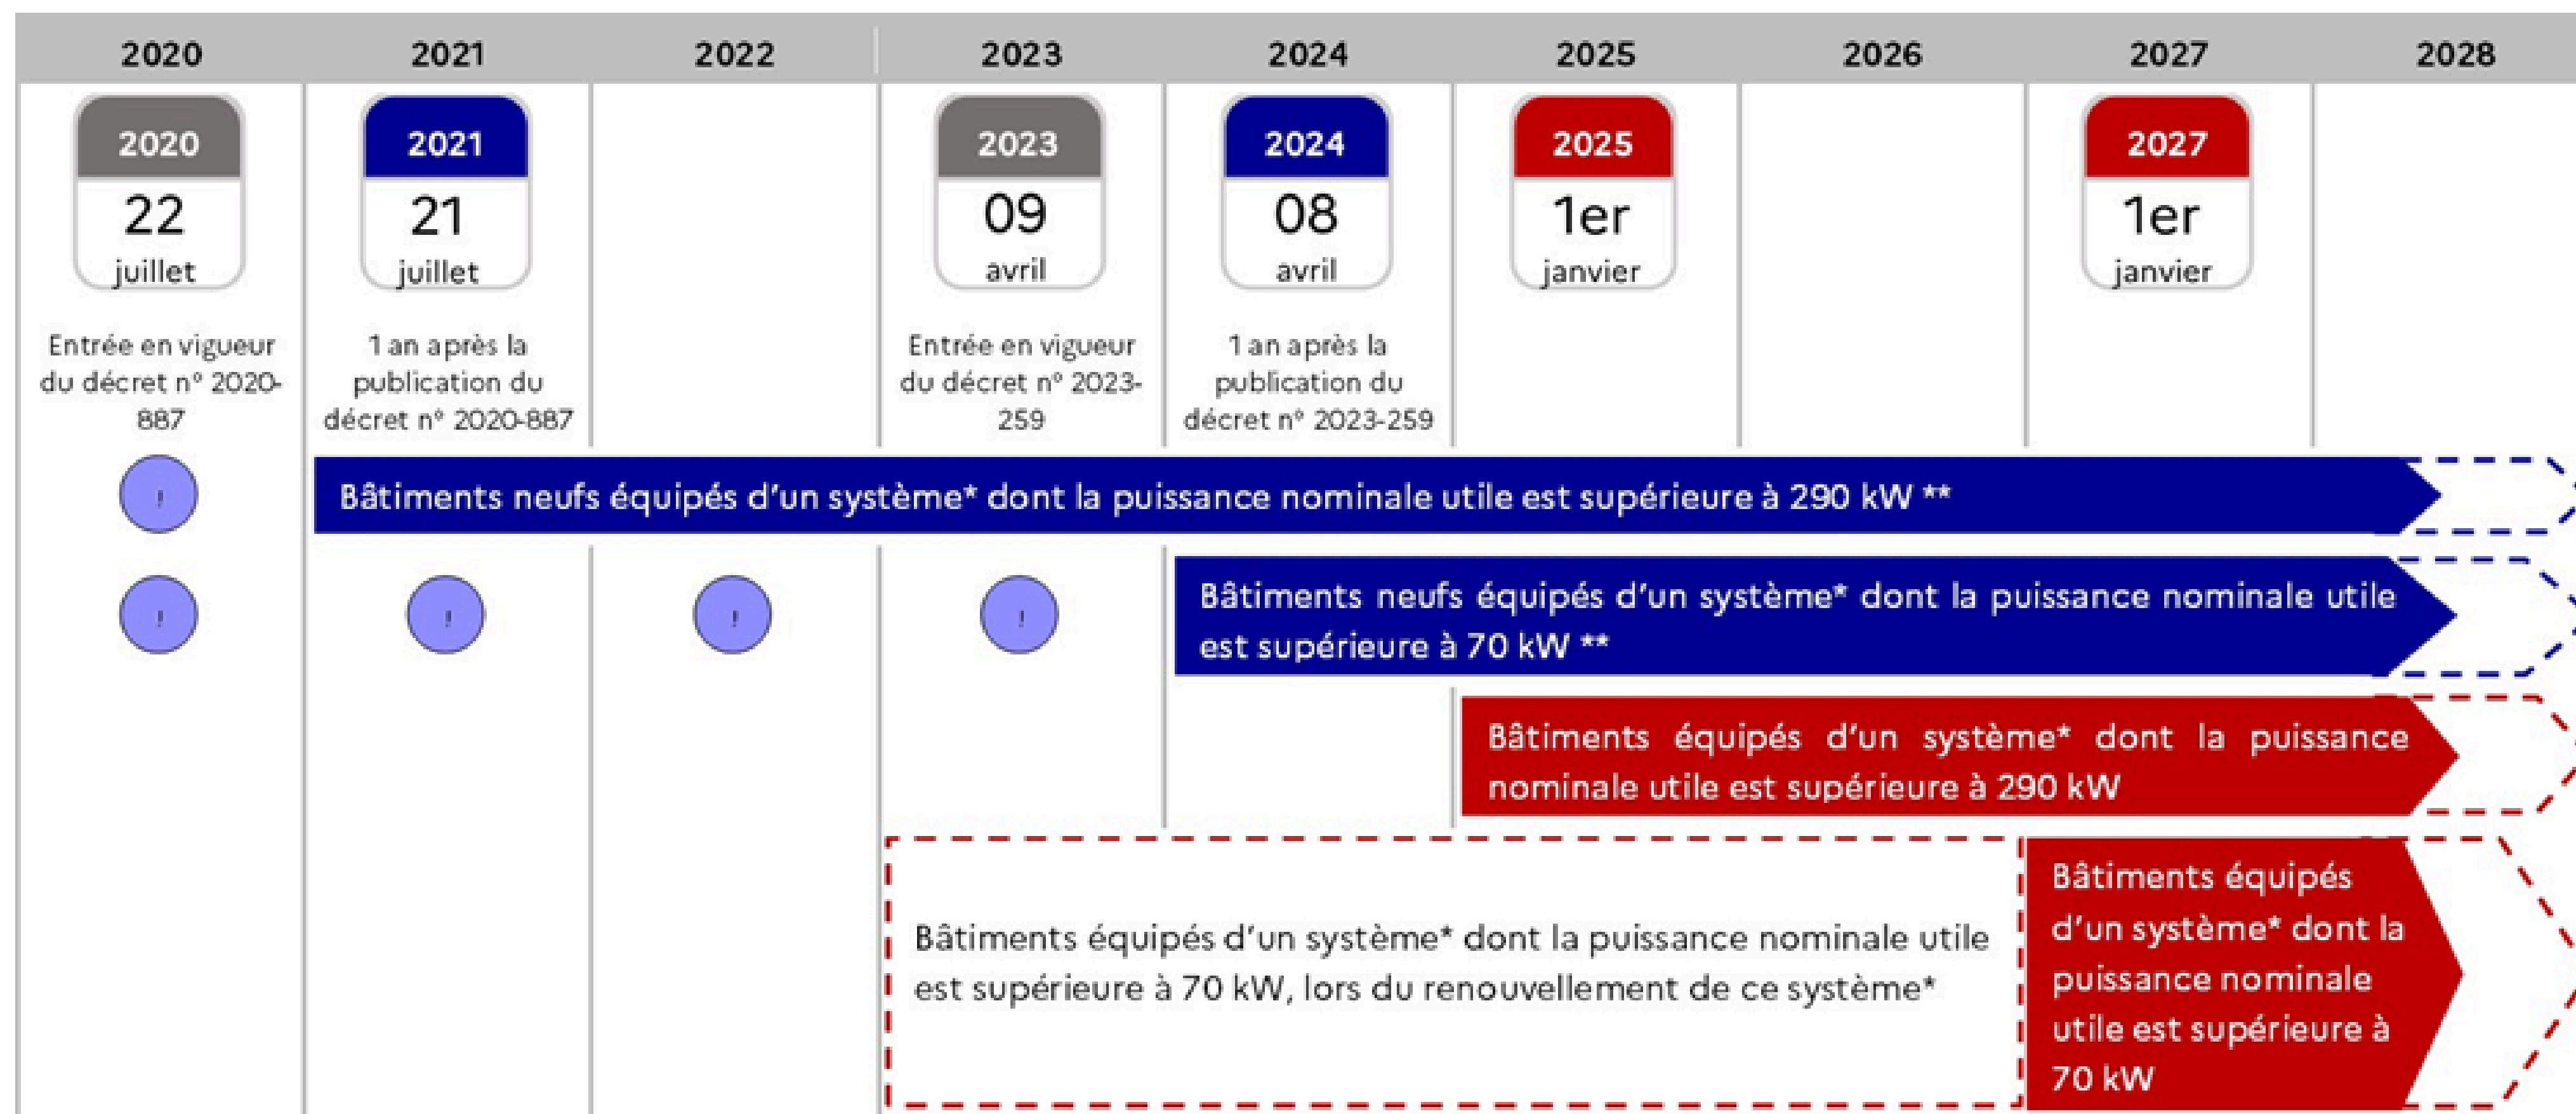 2020 2021 2022 2023 2024 2025 2026 2027 2028
2020
22
juillet
Entrée en vigueur
du décret n° 2020-
887
2021
21
juillet
1 an après la
publication du
décret n° 2020-887
2023
09
avril
Entrée en vigueur
du décret n° 2023-
259
2024
08
avril
1 an après la
publication du
décret n° 2023-259
2025
1er
janvier
2027
1er
janvier
!
Bâtiments neufs équipés d'un système* dont la puissance nominale utile est supérieure à 290 kW **
! ! ! !
Bâtiments neufs équipés d'un système* dont la puissance nominale utile
est supérieure à 70 kW **
Bâtiments équipés d'un système* dont la puissance
nominale utile est supérieure à 290 kW
Bâtiments équipés d'un système* dont la puissance nominale utile
est supérieure à 70 kW, lors du renouvellement de ce système*
Bâtiments équipés
d'un système* dont la
puissance nominale
utile est supérieure à
70 kW